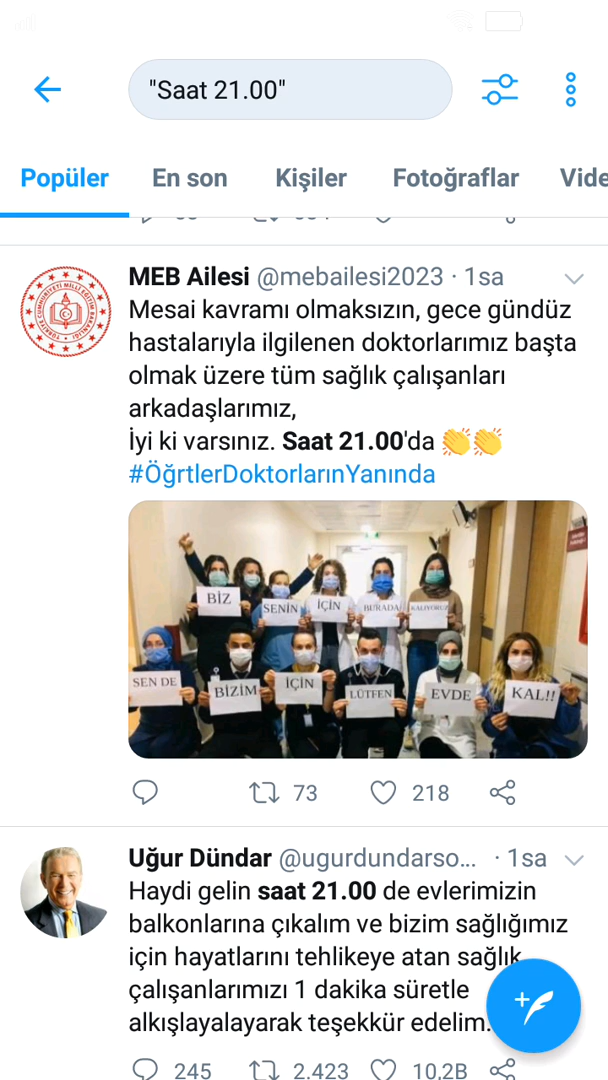 "Saat 21.00"
Popüler En son Kişiler Fotoğraflar Vide
MEB Ailesi @mebailesi2023 · 1sa
Mesai kavramı olmaksızın, gece gündüz
hastalarıyla ilgilenen doktorlarımız başta
olmak üzere tüm sağlık çalışanları
arkadaşlarımız,
İyi ki varsınız. Saat 21.00'da 👏👏
#ÖğrtlerDoktorlarınYanında
BİZ SENİN İÇİN BURADA KALIYORUZ
SEN DE BİZİM İÇİN LÜTFEN EVDE KAL!!
73 218
Uğur Dündar @ugurdundarso... · 1sa
Haydi gelin saat 21.00 de evlerimizin
balkonlarına çıkalım ve bizim sağlığımız
için hayatlarını tehlikeye atan sağlık
çalışanlarımızı 1 dakika süretle
alkışlayalayarak teşekkür edelim.
245 2.423 10,2B